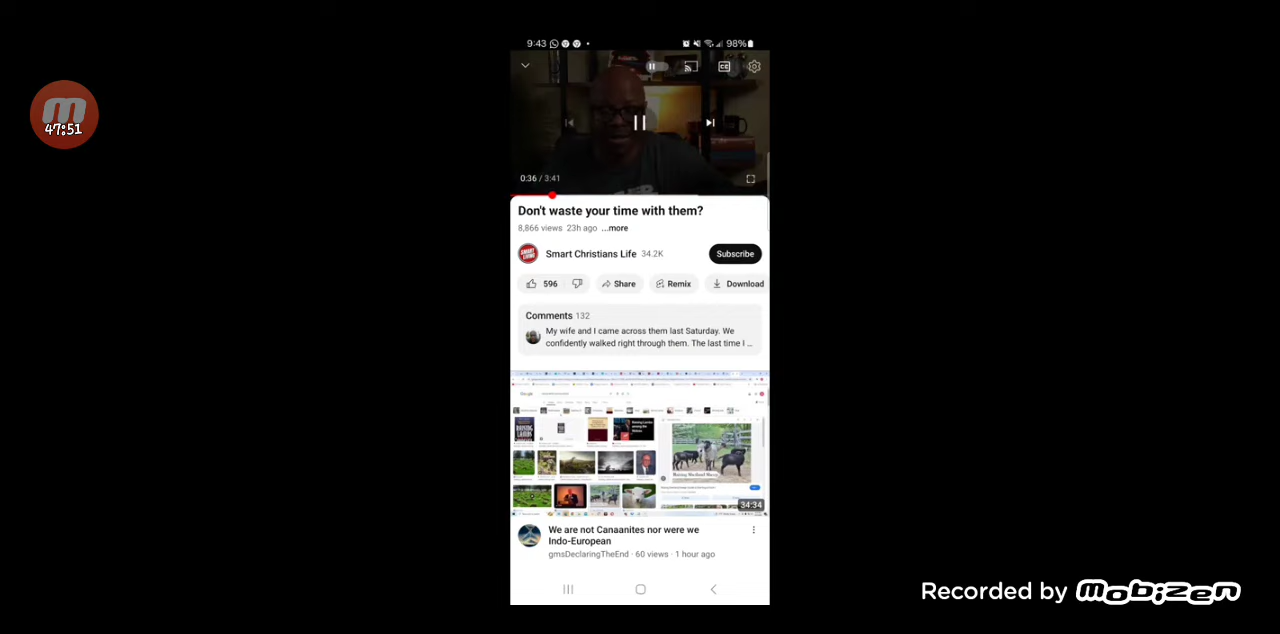 9:43
98%
47:51
0:36 / 3:41
Don't waste your time with them?
8,866 views 23h ago ...more
SMART
LIVING
Smart Christians Life 34.2K
Subscribe
596
Share
Remix
Download
Comments 132
My wife and I came across them last Saturday. We
confidently walked right through them. The last time I ...
34:34
We are not Canaanites nor were we
Indo-European
gmsDeclaringTheEnd · 60 views · 1 hour ago
Recorded by mobizen